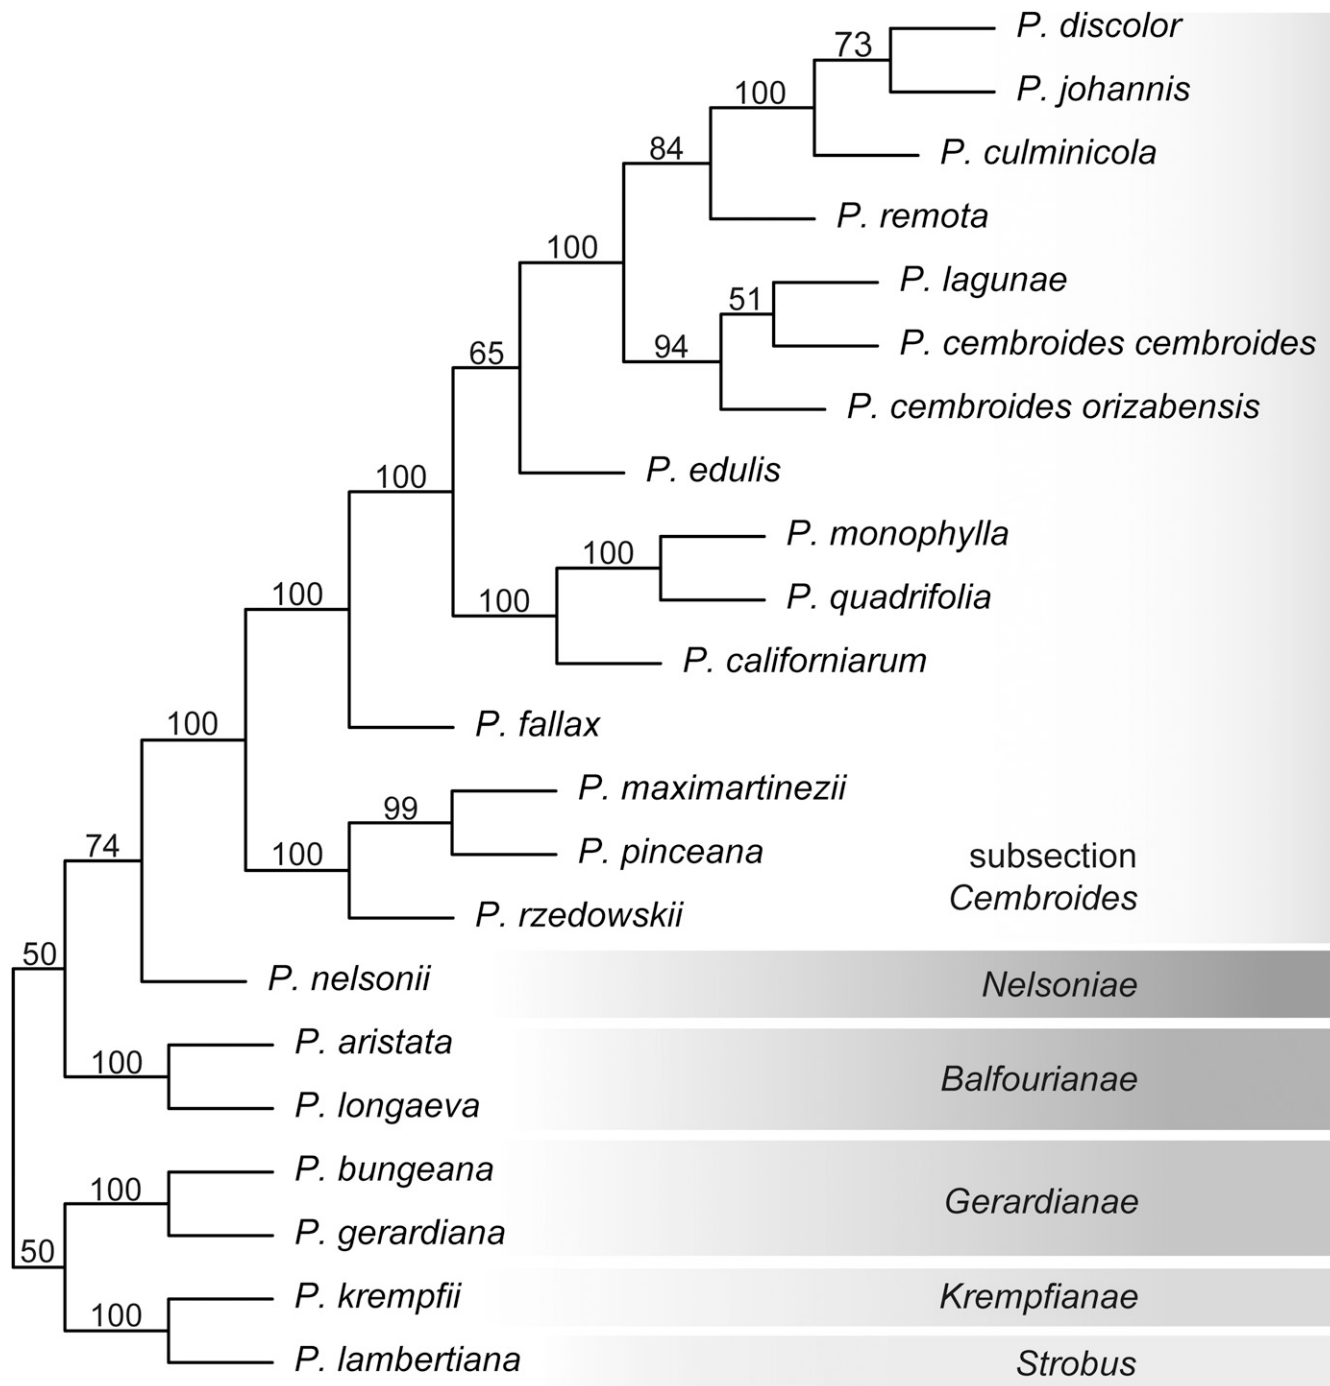 P. discolor
73
P. johannis
100
P. culminicola
84
P. remota
100
P. lagunae
51
P. cembroides cembroides
94
65
P. cembroides orizabensis
P. edulis
100
P. monophylla
100
P. quadrifolia
100
100
P. californiarum
P. fallax
100
P. maximartinezii
99
P. pinceana
100
74
subsection
Cembroides
P. rzedowskii
50
P. nelsonii
Nelsoniae
P. aristata
100
Balfourianae
P. longaeva
P. bungeana
100
Gerardianae
P. gerardiana
50
P. krempfii
Krempfianae
100
P. lambertiana
Strobus